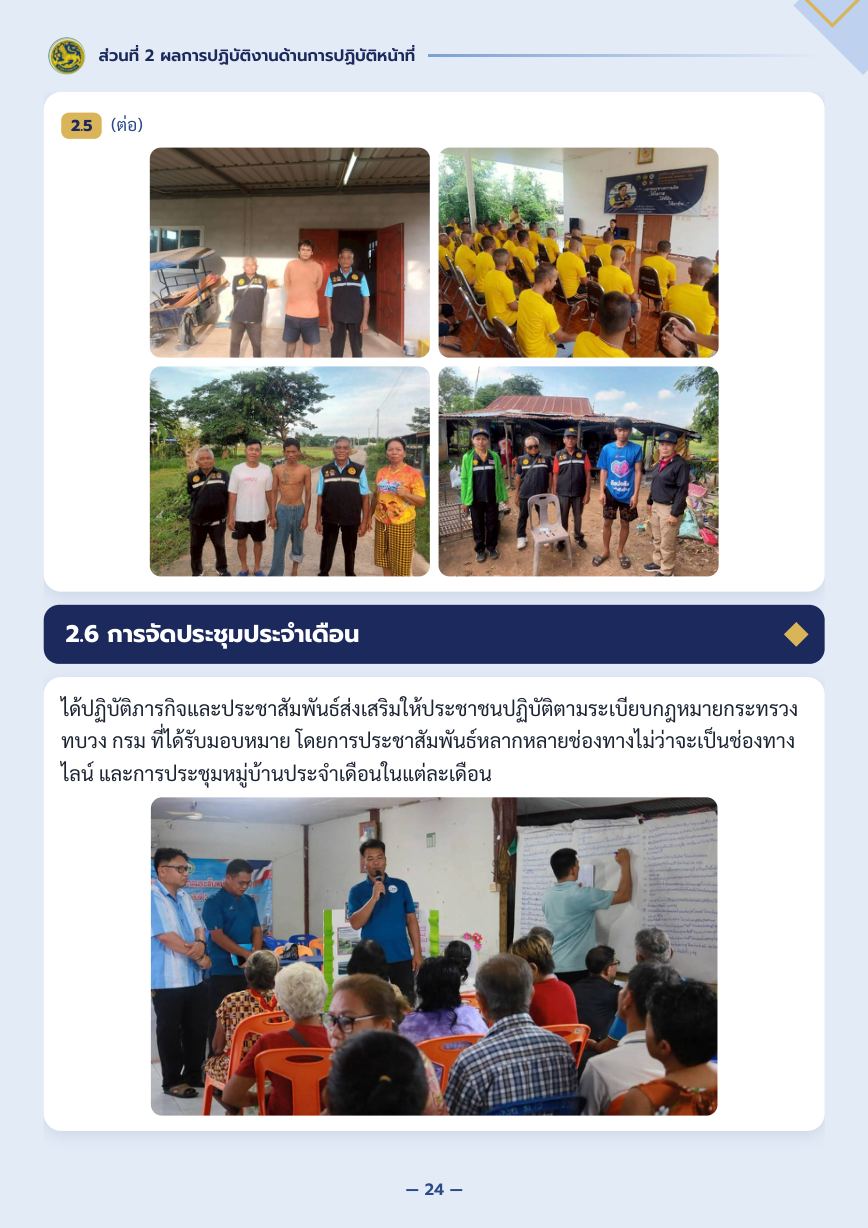 ส่วนที่ 2 ผลการปฏิบัติงานด้านการปฏิบัติหน้าที่
2.5 (ต่อ)
2.6 การจัดประชุมประจำเดือน
ได้ปฏิบัติภารกิจและประชาสัมพันธ์ส่งเสริมให้ประชาชนปฏิบัติตามระเบียบกฎหมายกระทรวง
ทบวง กรม ที่ได้รับมอบหมาย โดยการประชาสัมพันธ์หลากหลายช่องทางไม่ว่าจะเป็นช่องทาง
ไลน์ และการประชุมหมู่บ้านประจำเดือนในแต่ละเดือน
— 24 —